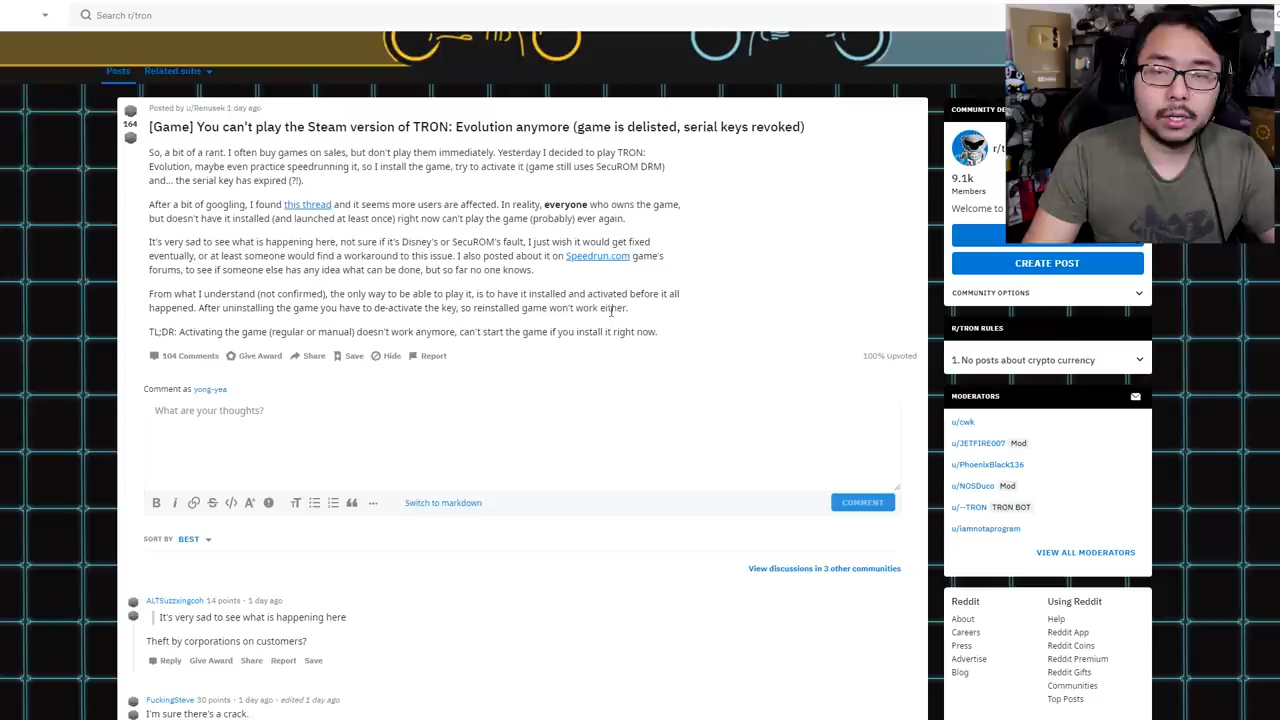 Search r/tron
Posts
Related subs
Posted by u/Renusek 1 day ago
164
[Game] You can't play the Steam version of TRON: Evolution anymore (game is delisted, serial keys revoked)
So, a bit of a rant. I often buy games on sales, but don't play them immediately. Yesterday I decided to play TRON:
Evolution, maybe even practice speedrunning it, so I install the game, try to activate it (game still uses SecuROM DRM)
and... the serial key has expired (?!).
After a bit of googling, I found this thread and it seems more users are affected. In reality, everyone who owns the game,
but doesn't have it installed (and launched at least once) right now can't play the game (probably) ever again.
It's very sad to see what is happening here, not sure if it's Disney's or SecuROM's fault, I just wish it would get fixed
eventually, or at least someone would find a workaround to this issue. I also posted about it on Speedrun.com game's
forums, to see if someone else has any idea what can be done, but so far no one knows.
From what I understand (not confirmed), the only way to be able to play it, is to have it installed and activated before it all
happened. After uninstalling the game you have to de-activate the key, so reinstalled game won't work either.
TL;DR: Activating the game (regular or manual) doesn't work anymore, can't start the game if you install it right now.
104 Comments Give Award Share Save Hide Report
100% Upvoted
Comment as yong-yea
What are your thoughts?
Switch to markdown
COMMENT
SORT BY BEST
View discussions in 3 other communities
ALTSuzzxingcoh 14 points · 1 day ago
It's very sad to see what is happening here
Theft by corporations on customers?
Reply Give Award Share Report Save
FuckingSteve 30 points · 1 day ago · edited 1 day ago
I'm sure there's a crack.
COMMUNITY DE
r/t
9.1k
Members
Welcome to
CREATE POST
COMMUNITY OPTIONS
R/TRON RULES
1. No posts about crypto currency
MODERATORS
u/cwk
u/JETFIRE007 Mod
u/PhoenixBlack136
u/NOSDuco Mod
u/--TRON TRON BOT
u/iamnotaprogram
VIEW ALL MODERATORS
Reddit
Using Reddit
About
Help
Careers
Reddit App
Press
Reddit Coins
Advertise
Reddit Premium
Blog
Reddit Gifts
Communities
Top Posts